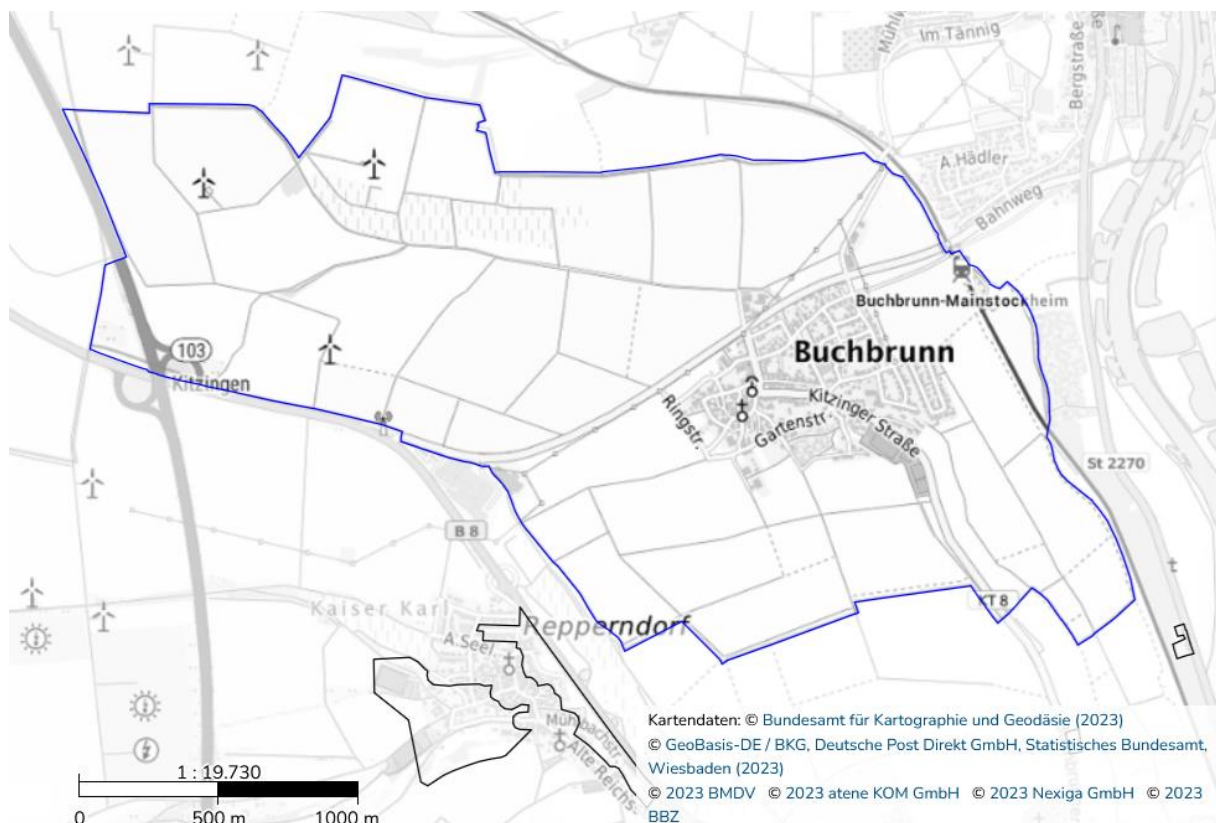 Im Tännig
Bergstraße
A.Hädler
Bahnweg
Buchbrunn-Mainstockheim
Buchbrunn
103
Kitzingen
Kitzinger Straße
Ringstr.
Gartenstr
St 2270
B 8
KT 8
Kaiser Karl
Repperndorf
A.Seel.
Mühlbachstr.
Alte Reichs-
Kartendaten: © Bundesamt für Kartographie und Geodäsie (2023)
© GeoBasis-DE / BKG, Deutsche Post Direkt GmbH, Statistisches Bundesamt,
Wiesbaden (2023)
© 2023 BMDV © 2023 atene KOM GmbH © 2023 Nexiga GmbH © 2023
BBZ
1 : 19.730
0 500 m 1000 m